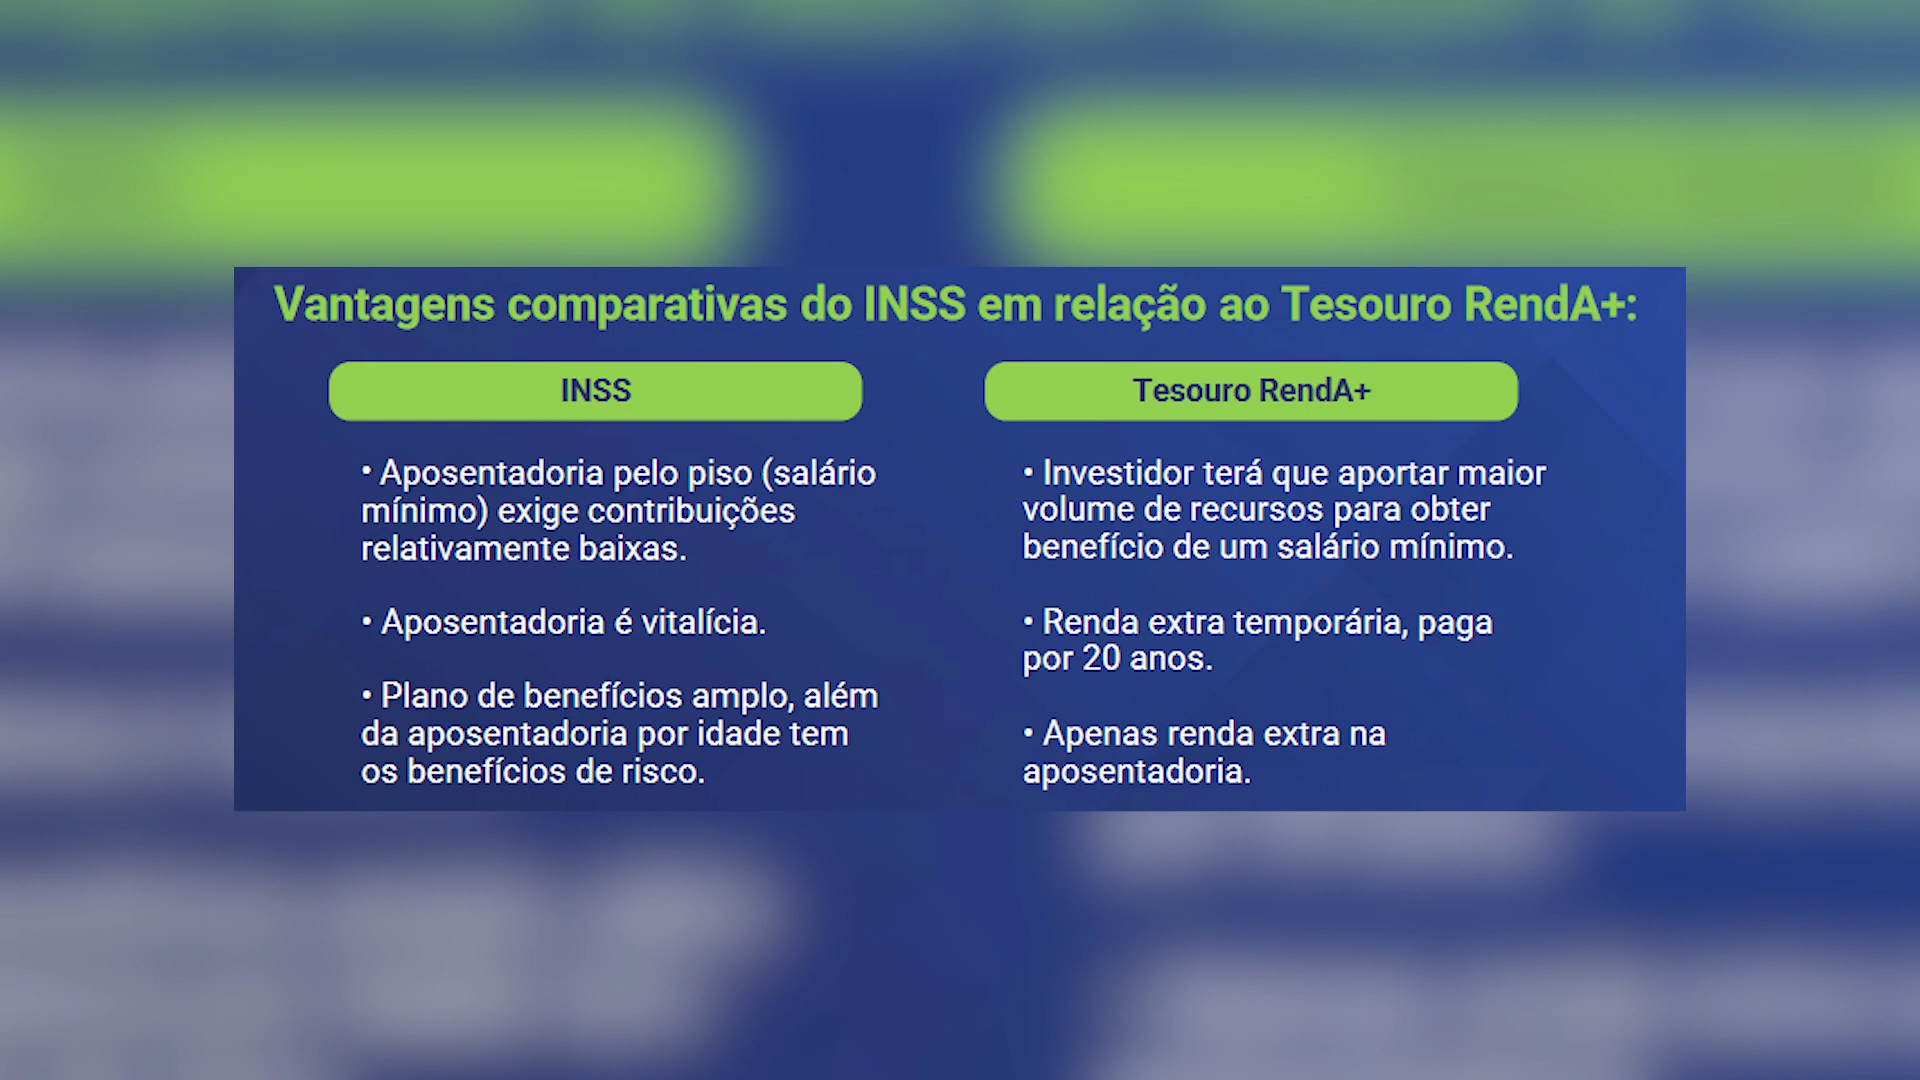 Vantagens comparativas do INSS em relação ao Tesouro RendA+:
INSS
• Aposentadoria pelo piso (salário
mínimo) exige contribuições
relativamente baixas.
• Aposentadoria é vitalícia.
• Plano de benefícios amplo, além
da aposentadoria por idade tem
os benefícios de risco.
Tesouro RendA+
• Investidor terá que aportar maior
volume de recursos para obter
benefício de um salário mínimo.
• Renda extra temporária, paga
por 20 anos.
• Apenas renda extra na
aposentadoria.